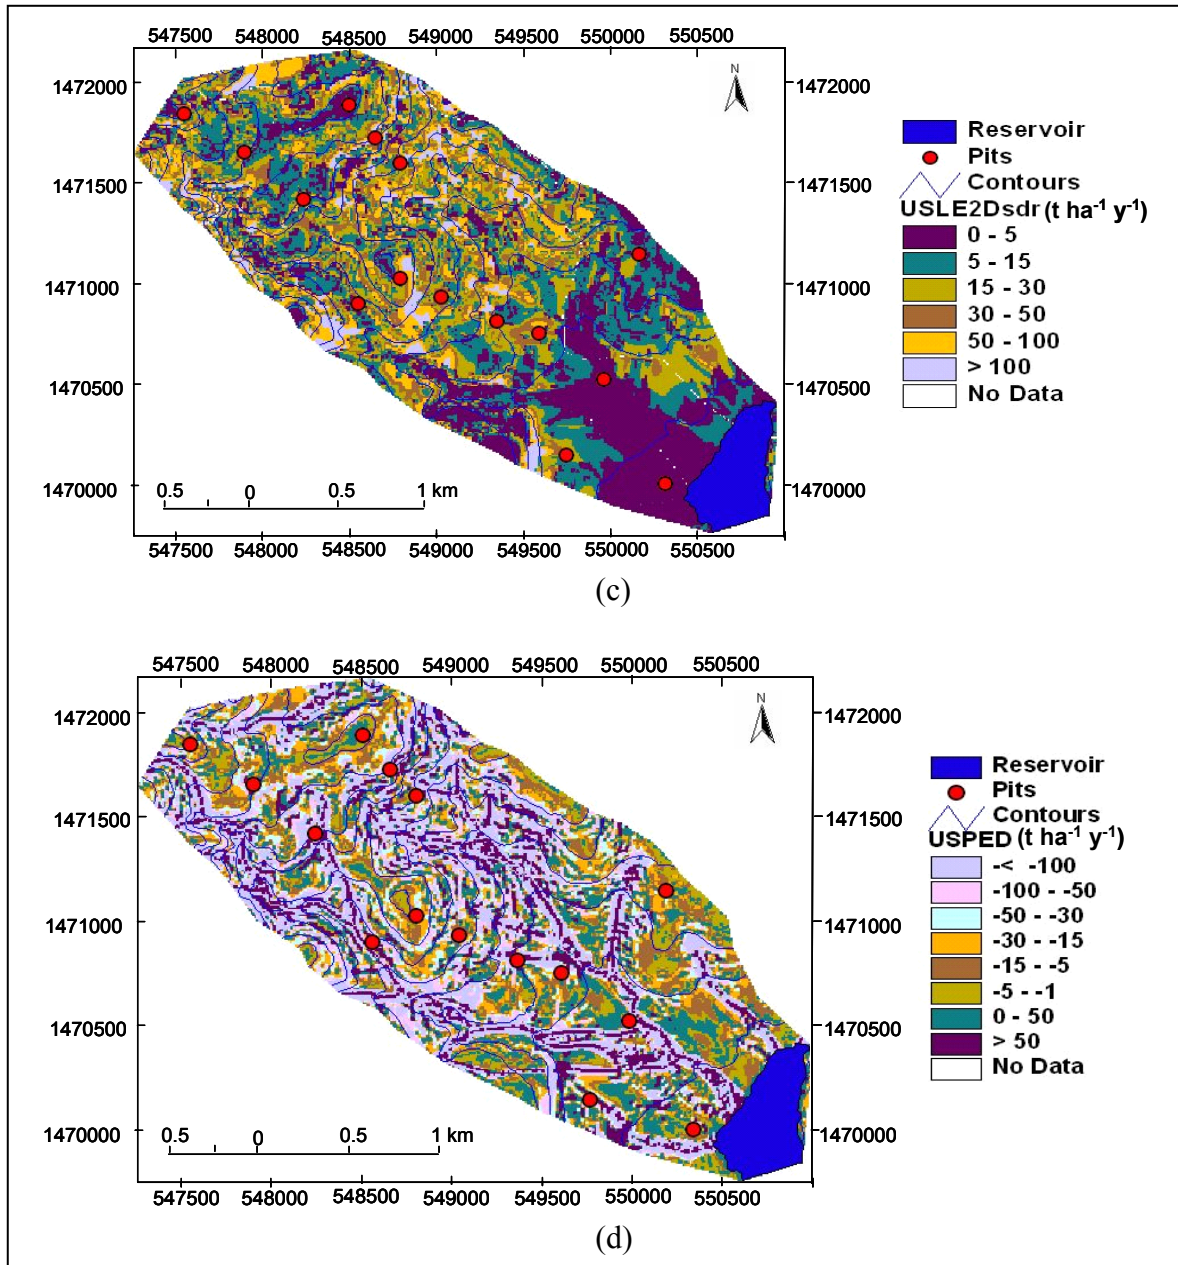 547500 548000 548500 549000 549500 550000 550500
N
1472000 1472000
1471500 1471500
1471000 1471000
1470500 1470500
1470000 1470000
0.5 0 0.5 1 km
547500 548000 548500 549000 549500 550000 550500
Reservoir
Pits
Contours
USLE2Dsdr (t ha⁻¹ y⁻¹)
0 - 5
5 - 15
15 - 30
30 - 50
50 - 100
> 100
No Data
(c)
547500 548000 548500 549000 549500 550000 550500
N
1472000 1472000
1471500 1471500
1471000 1471000
1470500 1470500
1470000 1470000
0.5 0 0.5 1 km
547500 548000 548500 549000 549500 550000 550500
Reservoir
Pits
Contours
USPED (t ha⁻¹ y⁻¹)
-< -100
-100 - -50
-50 - -30
-30 - -15
-15 - -5
-5 - -1
0 - 50
> 50
No Data
(d)